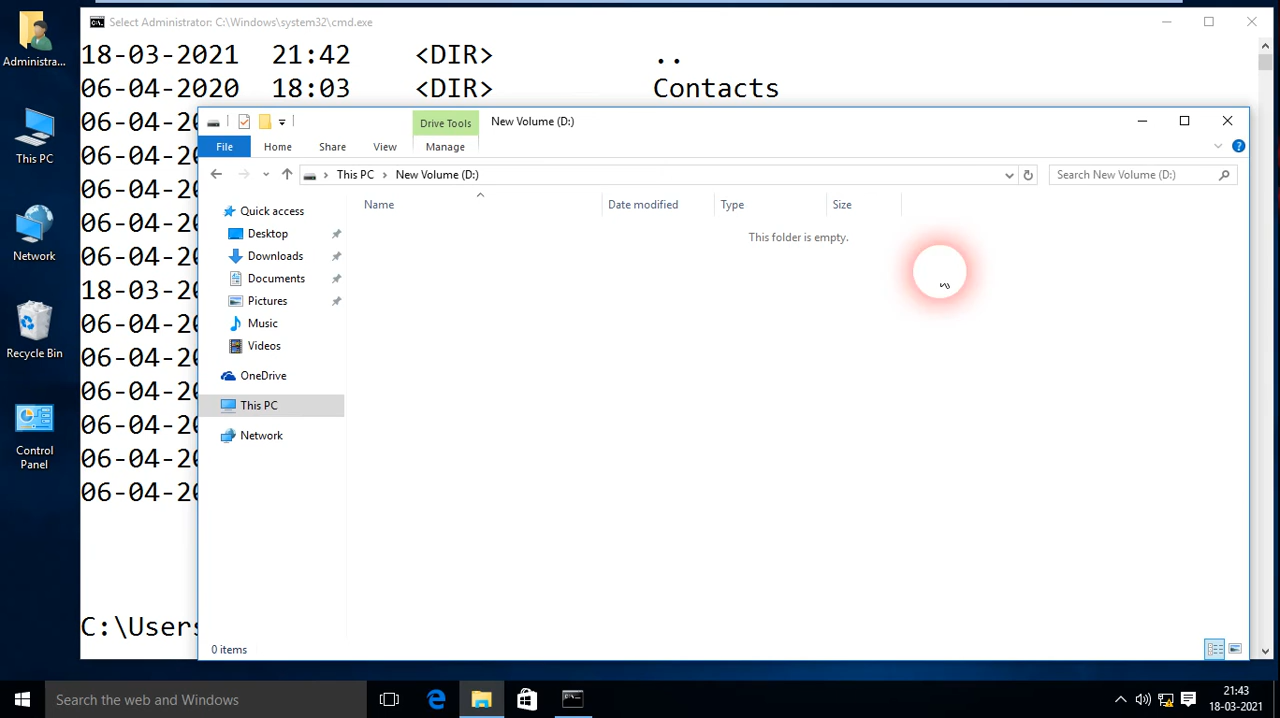 Select Administrator: C:\Windows\system32\cmd.exe
18-03-2021 21:42 <DIR> ..
06-04-2020 18:03 <DIR> Contacts
06-04-20
06-04-20
06-04-20
06-04-20
06-04-20
18-03-20
06-04-20
06-04-20
06-04-20
06-04-20
06-04-20
06-04-20
C:\Users
Administra...
This PC
Network
Recycle Bin
Control
Panel
Drive Tools
New Volume (D:)
File
Home
Share
View
Manage
This PC > New Volume (D:)
Search New Volume (D:)
Name
Date modified
Type
Size
This folder is empty.
Quick access
Desktop
Downloads
Documents
Pictures
Music
Videos
OneDrive
This PC
Network
0 items
Search the web and Windows
21:43
18-03-2021